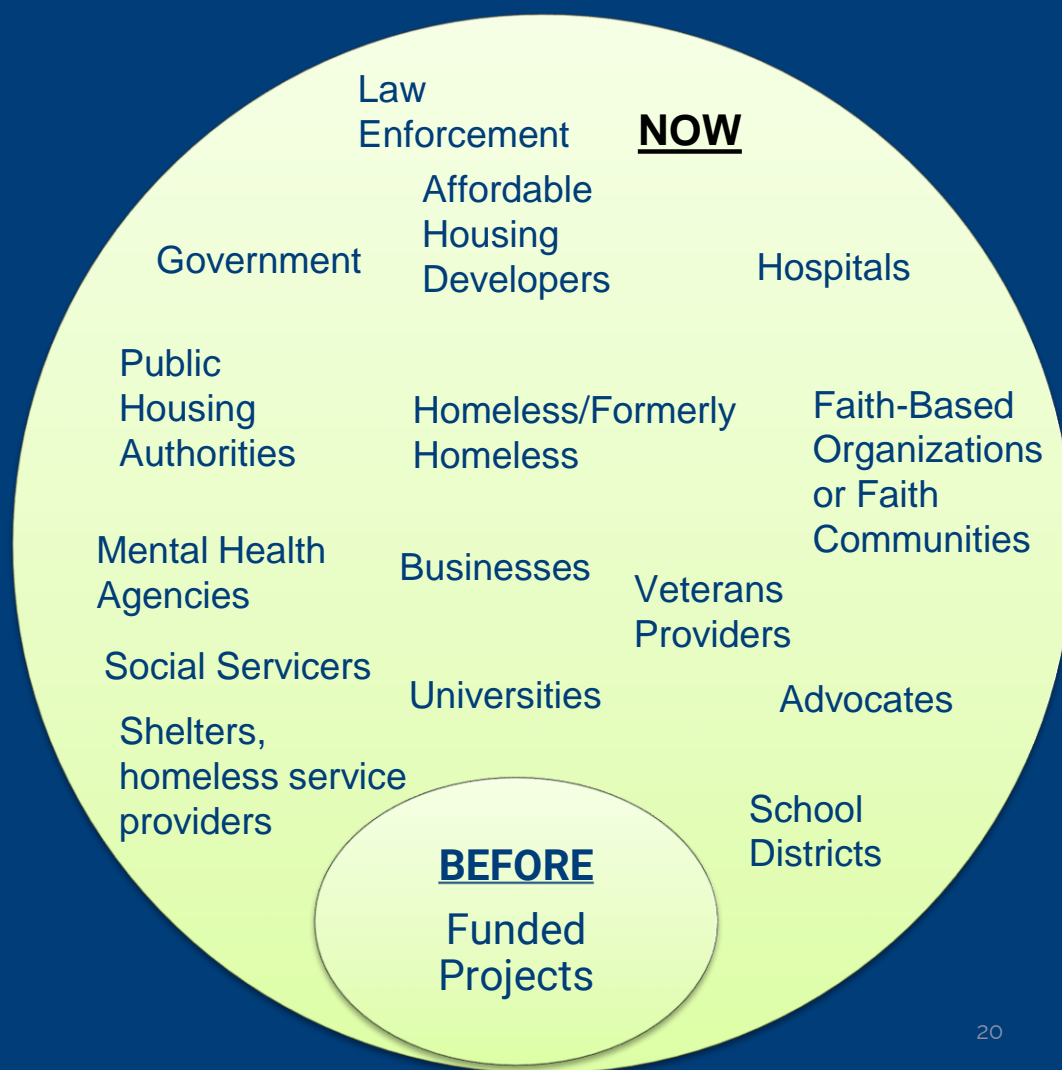 Law
Enforcement
NOW
Affordable
Housing
Developers
Government
Hospitals
Public
Housing
Authorities
Homeless/Formerly
Homeless
Faith-Based
Organizations
or Faith
Communities
Mental Health
Agencies
Businesses
Veterans
Providers
Social Servicers
Universities
Advocates
Shelters,
homeless service
providers
School
Districts
BEFORE
Funded
Projects
20